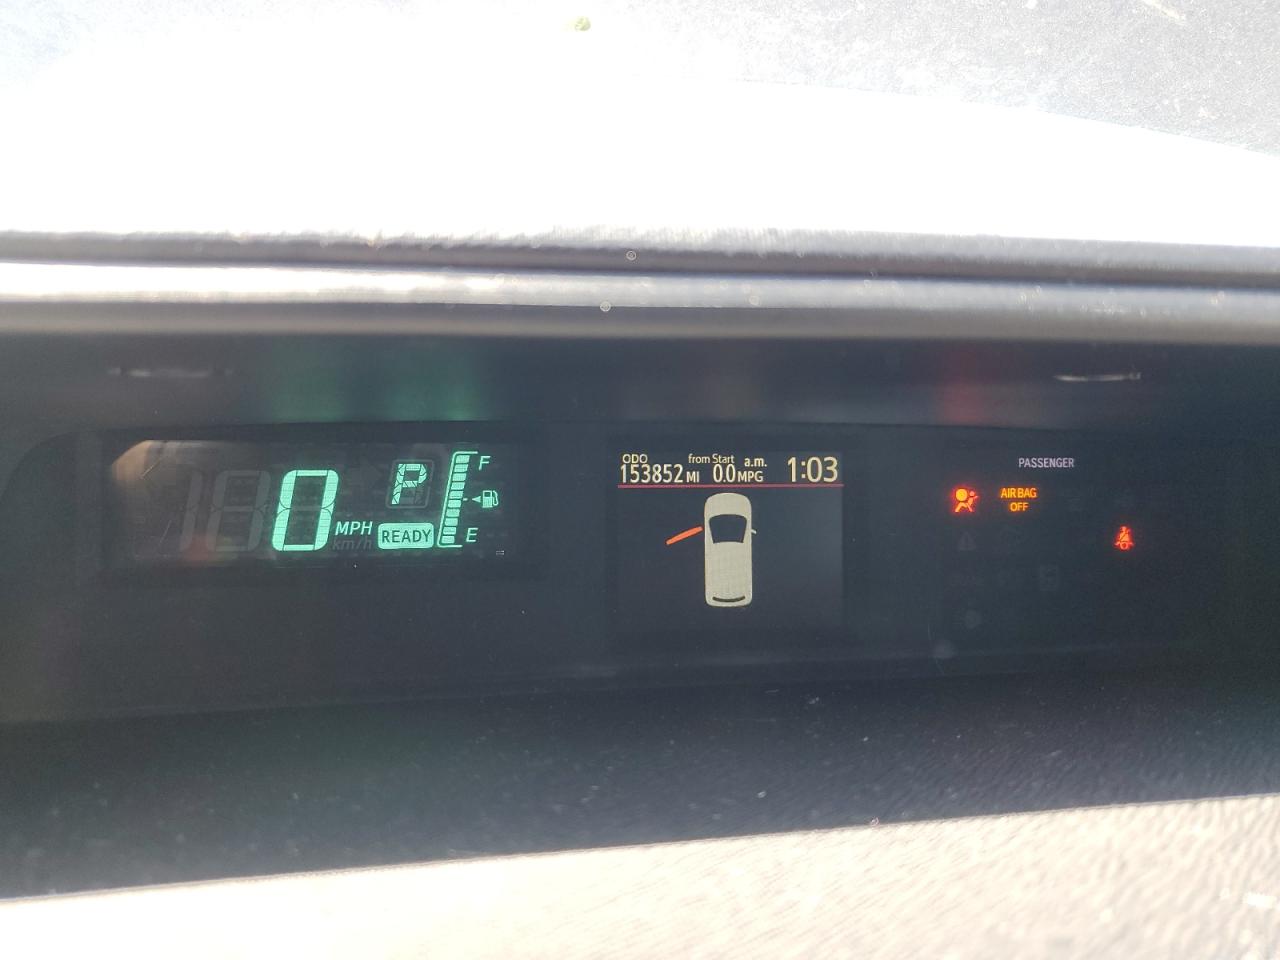 0 MPH
km/h
P
READY
F
E
ODO
153852 MI
from Start
0.0 MPG
a.m.
1:03
PASSENGER
AIR BAG
OFF